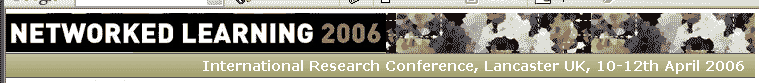 NETWORKED LEARNING 2006
International Research Conference, Lancaster UK, 10-12th April 2006